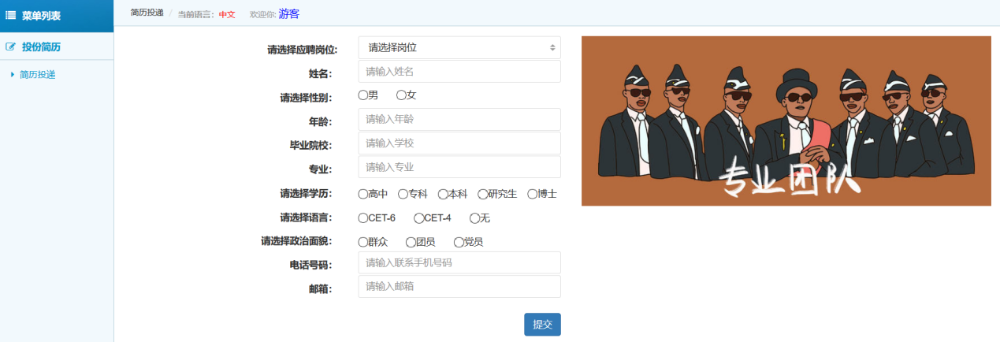 菜单列表
投份简历
简历投递
简历投递 / 当前语言：中文 欢迎你: 游客
请选择应聘岗位: 请选择岗位
姓名： 请输入姓名
请选择性别： 男 女
年龄： 请输入年龄
毕业院校： 请输入学校
专业： 请输入专业
请选择学历： 高中 专科 本科 研究生 博士
请选择语言： CET-6 CET-4 无
请选择政治面貌： 群众 团员 党员
电话号码： 请输入联系手机号码
邮箱： 请输入邮箱
提交
专业团队